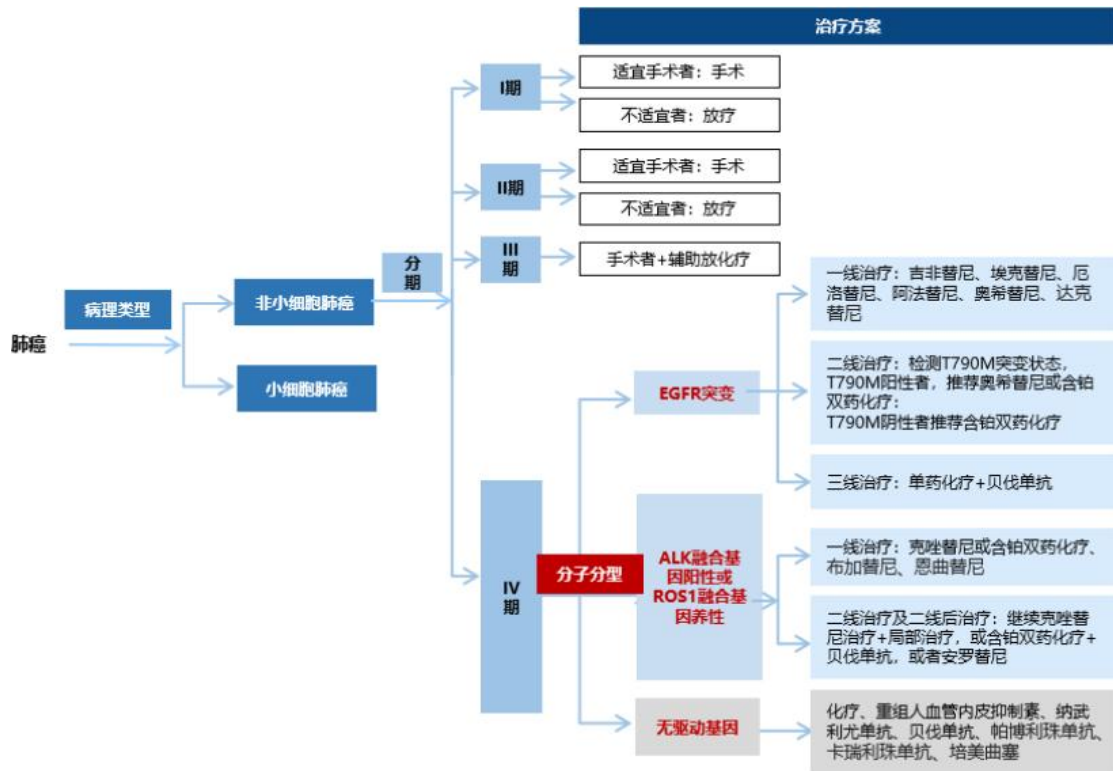 治疗方案
I期
适宜手术者：手术
不适宜者：放疗
II期
适宜手术者：手术
不适宜者：放疗
III
期
手术者+辅助放化疗
分
期
肺癌
病理类型
非小细胞肺癌
小细胞肺癌
IV
期
分子分型
EGFR突变
一线治疗：吉非替尼、埃克替尼、厄
洛替尼、阿法替尼、奥希替尼、达克
替尼
二线治疗：检测T790M突变状态，
T790M阳性者，推荐奥希替尼或含铂
双药化疗；
T790M阴性者推荐含铂双药化疗
三线治疗：单药化疗+贝伐单抗
ALK融合基
因阳性或
ROS1融合基
因养性
一线治疗：克唑替尼或含铂双药化疗、
布加替尼、恩曲替尼
二线治疗及二线后治疗：继续克唑替
尼治疗+局部治疗，或含铂双药化疗+
贝伐单抗，或者安罗替尼
无驱动基因
化疗、重组人血管内皮抑制素、纳武
利尤单抗、贝伐单抗、帕博利珠单抗、
卡瑞利珠单抗、培美曲塞